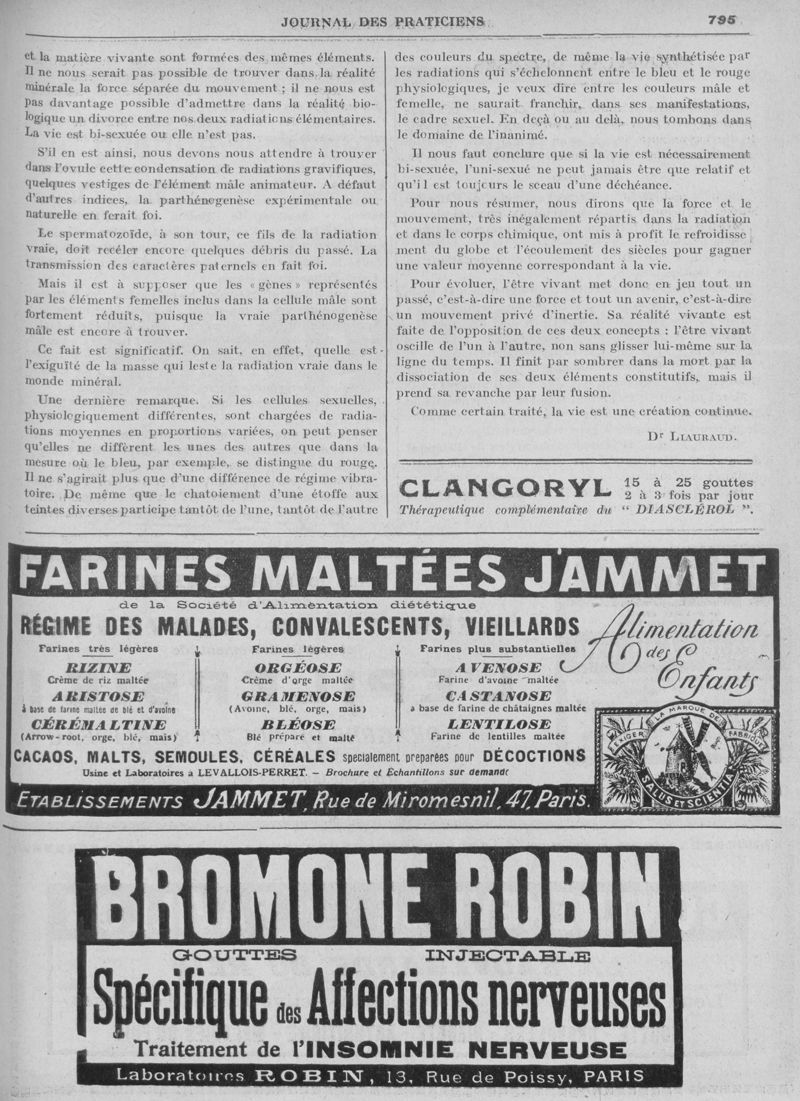 JOURNAL DES PRATICIENS
795
et la matière vivante sont formées des mêmes éléments.
Il ne nous serait pas possible de trouver dans la réalité
minérale la force séparée du mouvement ; il ne nous est
pas davantage possible d'admettre dans la réalité bio-
logique un divorce entre nos deux radiations élémentaires.
La vie est bi-sexuée ou elle n'est pas.
S'il en est ainsi, nous devons nous attendre à trouver
dans l'ovule cette condensation de radiations gravifiques,
quelques vestiges de l'élément mâle animateur. A défaut
d'autres indices, la parthénogenèse expérimentale ou
naturelle en ferait foi.
Le spermatozoïde, à son tour, ce fils de la radiation
vraie, doit recéler encore quelques débris du passé. La
transmission des caractères paternels en fait foi.
Mais il est à supposer que les « gènes » représentés
par les éléments femelles inclus dans la cellule mâle sont
fortement réduits, puisque la vraie parthénogenèse
mâle est encore à trouver.
Ce fait est significatif. On sait, en effet, quelle est
l'exiguïté de la masse qui leste la radiation vraie dans le
monde minéral.
Une dernière remarque. Si les cellules sexuelles,
physiologiquement différentes, sont chargées de radia-
tions moyennes en proportions variées, on peut penser
qu'elles ne diffèrent les unes des autres que dans la
mesure où le bleu, par exemple, se distingue du rouge.
Il ne s'agirait plus que d'une différence de régime vibra-
toire. De même que le chatoiement d'une étoffe aux
teintes diverses participe tantôt de l'une, tantôt de l'autre
des couleurs du spectre, de même la vie synthétisée par
les radiations qui s'échelonnent entre le bleu et le rouge
physiologiques, je veux dire entre les couleurs mâle et
femelle, ne saurait franchir, dans ses manifestations,
le cadre sexuel. En deçà ou au delà, nous tombons dans
le domaine de l'inanimé.
Il nous faut conclure que si la vie est nécessairement
bi-sexuée, l'uni-sexué ne peut jamais être que relatif et
qu'il est toujours le sceau d'une déchéance.
Pour nous résumer, nous dirons que la force et le
mouvement, très inégalement répartis dans la radiation
et dans le corps chimique, ont mis à profit le refroidisse
ment du globe et l'écoulement des siècles pour gagner
une valeur moyenne correspondant à la vie.
Pour évoluer, l'être vivant met donc en jeu tout un
passé, c'est-à-dire une force et tout un avenir, c'est-à-dire
un mouvement privé d'inertie. Sa réalité vivante est
faite de l'opposition de ces deux concepts : l'être vivant
oscille de l'un à l'autre, non sans glisser lui-même sur la
ligne du temps. Il finit par sombrer dans la mort par la
dissociation de ses deux éléments constitutifs, mais il
prend sa revanche par leur fusion.
Comme certain traité, la vie est une création continue.
Dr LIAURAUD.
CLANGORYL 15 à 25 gouttes
2 à 3 fois par jour
Thérapeutique complémentaire du “ DIASCLÉROL ”.
FARINES MALTÉES JAMMET
de la Société d'Alimentation diététique
RÉGIME DES MALADES, CONVALESCENTS, VIEILLARDS
Alimentation
des
Enfants
Farines très légères
RIZINE
Crème de riz maltée
ARISTOSE
à base de farine maltée de blé et d'avoine
CÉRÉMALTINE
(Arrow-root, orge, blé, maïs)
Farines légères
ORGÉOSE
Crème d'orge maltée
GRAMENOSE
(Avoine, blé, orge, maïs)
BLÉOSE
Blé préparé et malté
Farines plus substantielles
AVENOSE
Farine d'avoine maltée
CASTANOSE
à base de farine de châtaignes maltée
LENTILOSE
Farine de lentilles maltée
CACAOS, MALTS, SEMOULES, CÉRÉALES spécialement préparées pour DÉCOCTIONS
Usine et Laboratoires à LEVALLOIS-PERRET. — Brochure et Échantillons sur demande
EXIGER LA MARQUE DE FABRIQUE
SALUS ET SCIENTIA
ÉTABLISSEMENTS JAMMET, Rue de Miromesnil, 47, Paris.
BROMONE ROBIN
GOUTTES INJECTABLE
Spécifique des Affections nerveuses
Traitement de l'INSOMNIE NERVEUSE
Laboratoires ROBIN, 13, Rue de Poissy, PARIS